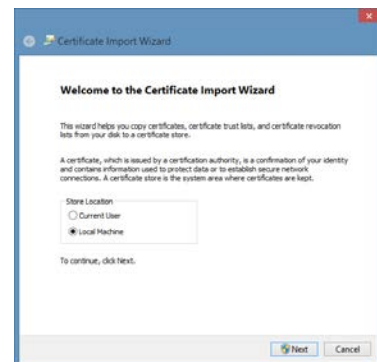 Certificate Import Wizard
Welcome to the Certificate Import Wizard
This wizard helps you copy certificates, certificate trust lists, and certificate revocation
lists from your disk to a certificate store.
A certificate, which is issued by a certification authority, is a confirmation of your identity
and contains information used to protect data or to establish secure network
connections. A certificate store is the system area where certificates are kept.
Store Location
Current User
Local Machine
To continue, click Next.
Next Cancel